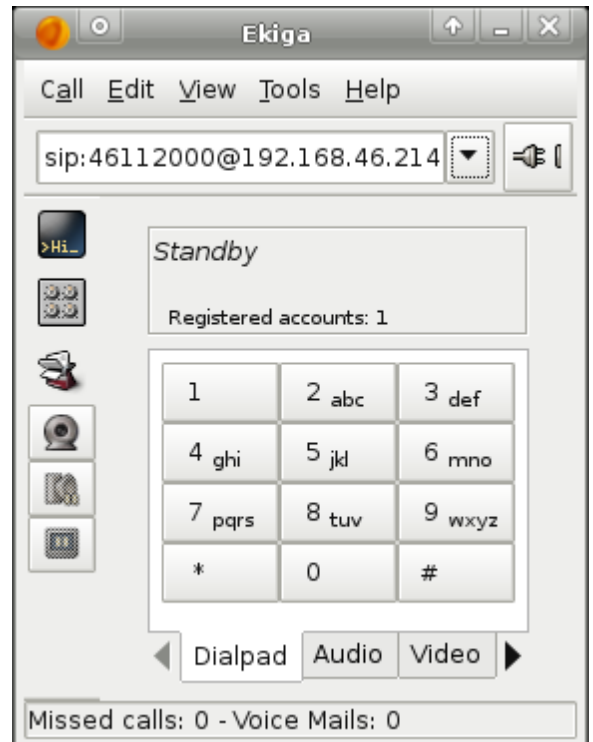 Ekiga
Call Edit View Tools Help
sip:46112000@192.168.46.214
>Hi_
Standby
Registered accounts: 1
1 2 abc 3 def
4 ghi 5 jkl 6 mno
7 pqrs 8 tuv 9 wxyz
* 0 #
Dialpad Audio Video
Missed calls: 0 - Voice Mails: 0